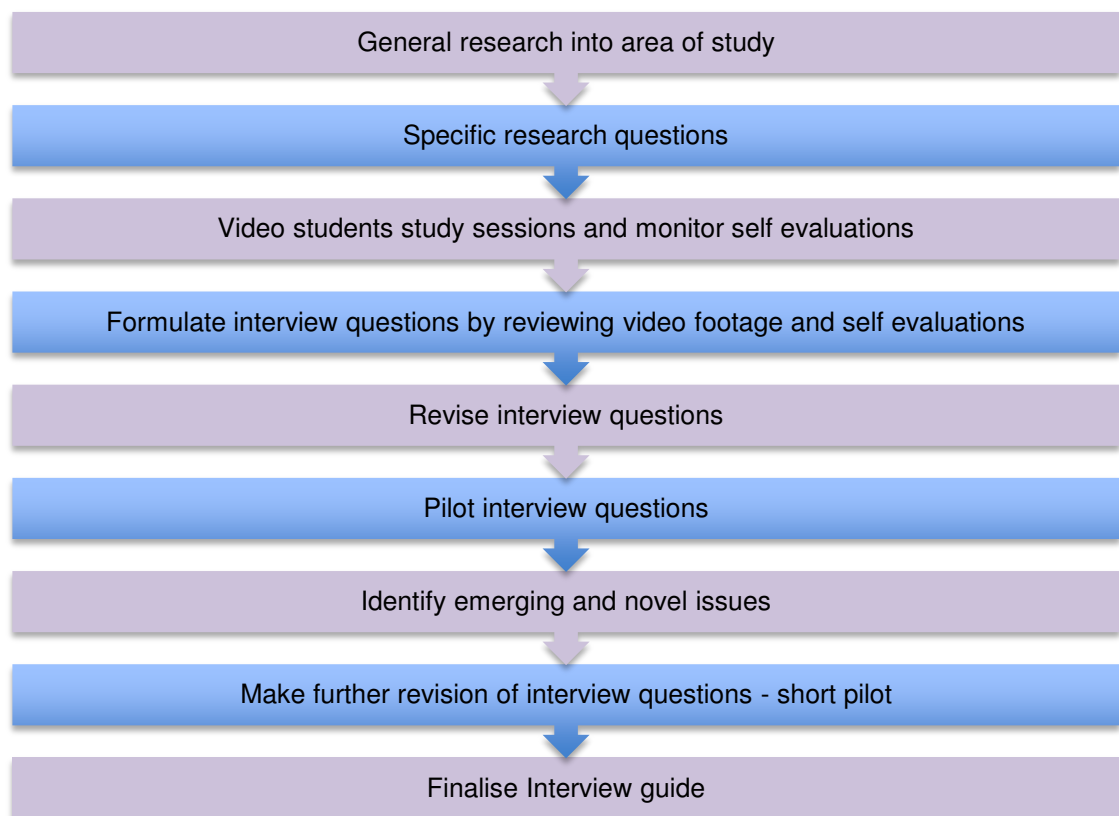 General research into area of study
Specific research questions
Video students study sessions and monitor self evaluations
Formulate interview questions by reviewing video footage and self evaluations
Revise interview questions
Pilot interview questions
Identify emerging and novel issues
Make further revision of interview questions - short pilot
Finalise Interview guide